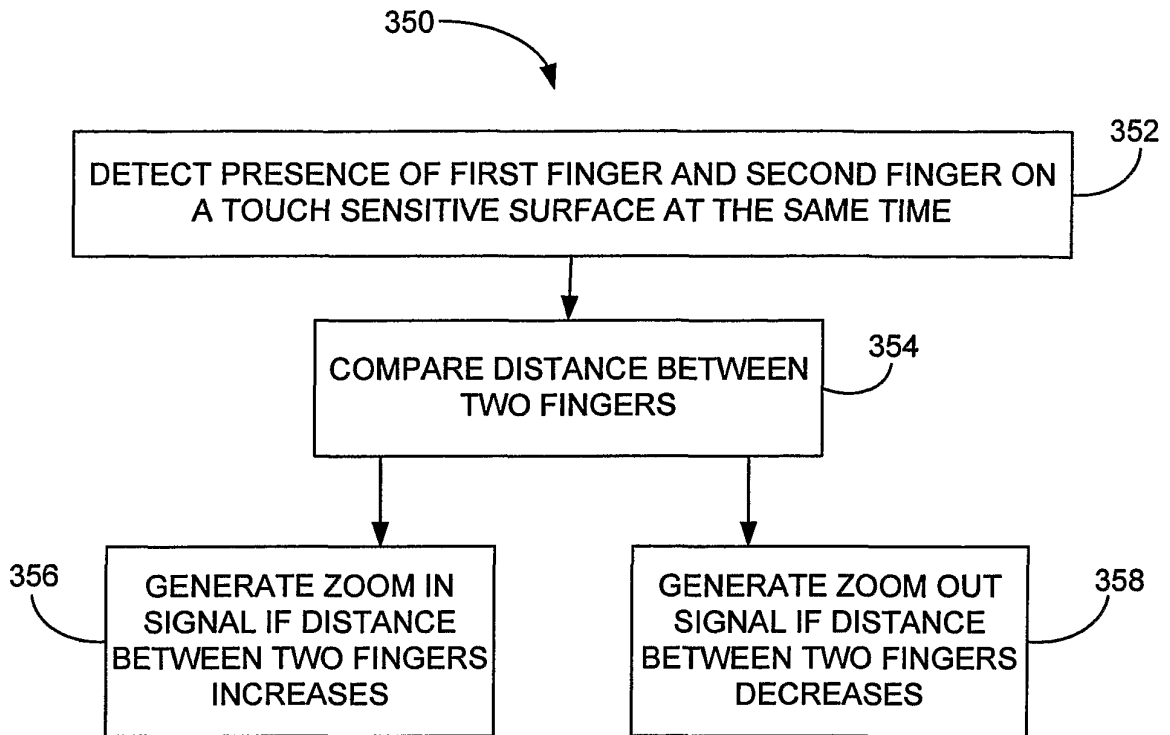 350
352
DETECT PRESENCE OF FIRST FINGER AND SECOND FINGER ON
A TOUCH SENSITIVE SURFACE AT THE SAME TIME
354
COMPARE DISTANCE BETWEEN
TWO FINGERS
356
GENERATE ZOOM IN
SIGNAL IF DISTANCE
BETWEEN TWO FINGERS
INCREASES
358
GENERATE ZOOM OUT
SIGNAL IF DISTANCE
BETWEEN TWO FINGERS
DECREASES